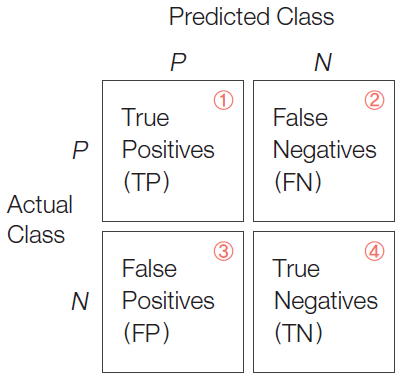 Predicted Class
P N
① ②
True False
P Positives Negatives
(TP) (FN)
Actual
Class
③ ④
False True
N Positives Negatives
(FP) (TN)